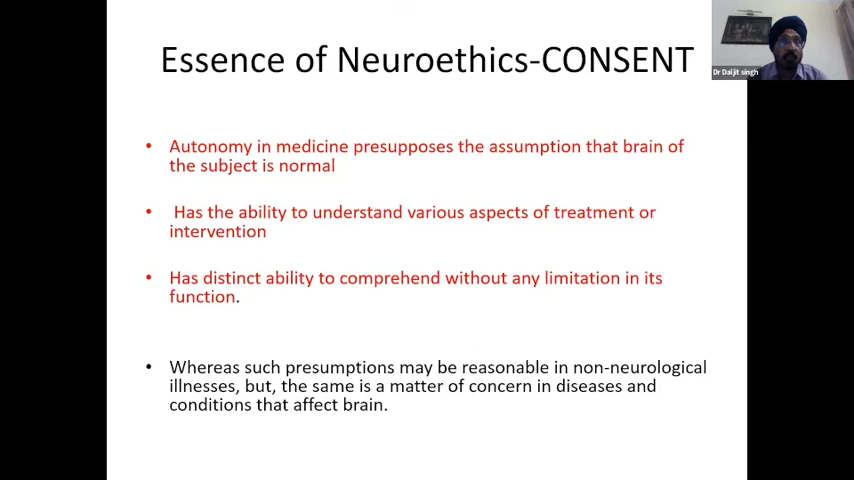 Essence of Neuroethics-CONSENT
Dr Daljit singh
• Autonomy in medicine presupposes the assumption that brain of
the subject is normal
• Has the ability to understand various aspects of treatment or
intervention
• Has distinct ability to comprehend without any limitation in its
function.
• Whereas such presumptions may be reasonable in non-neurological
illnesses, but, the same is a matter of concern in diseases and
conditions that affect brain.